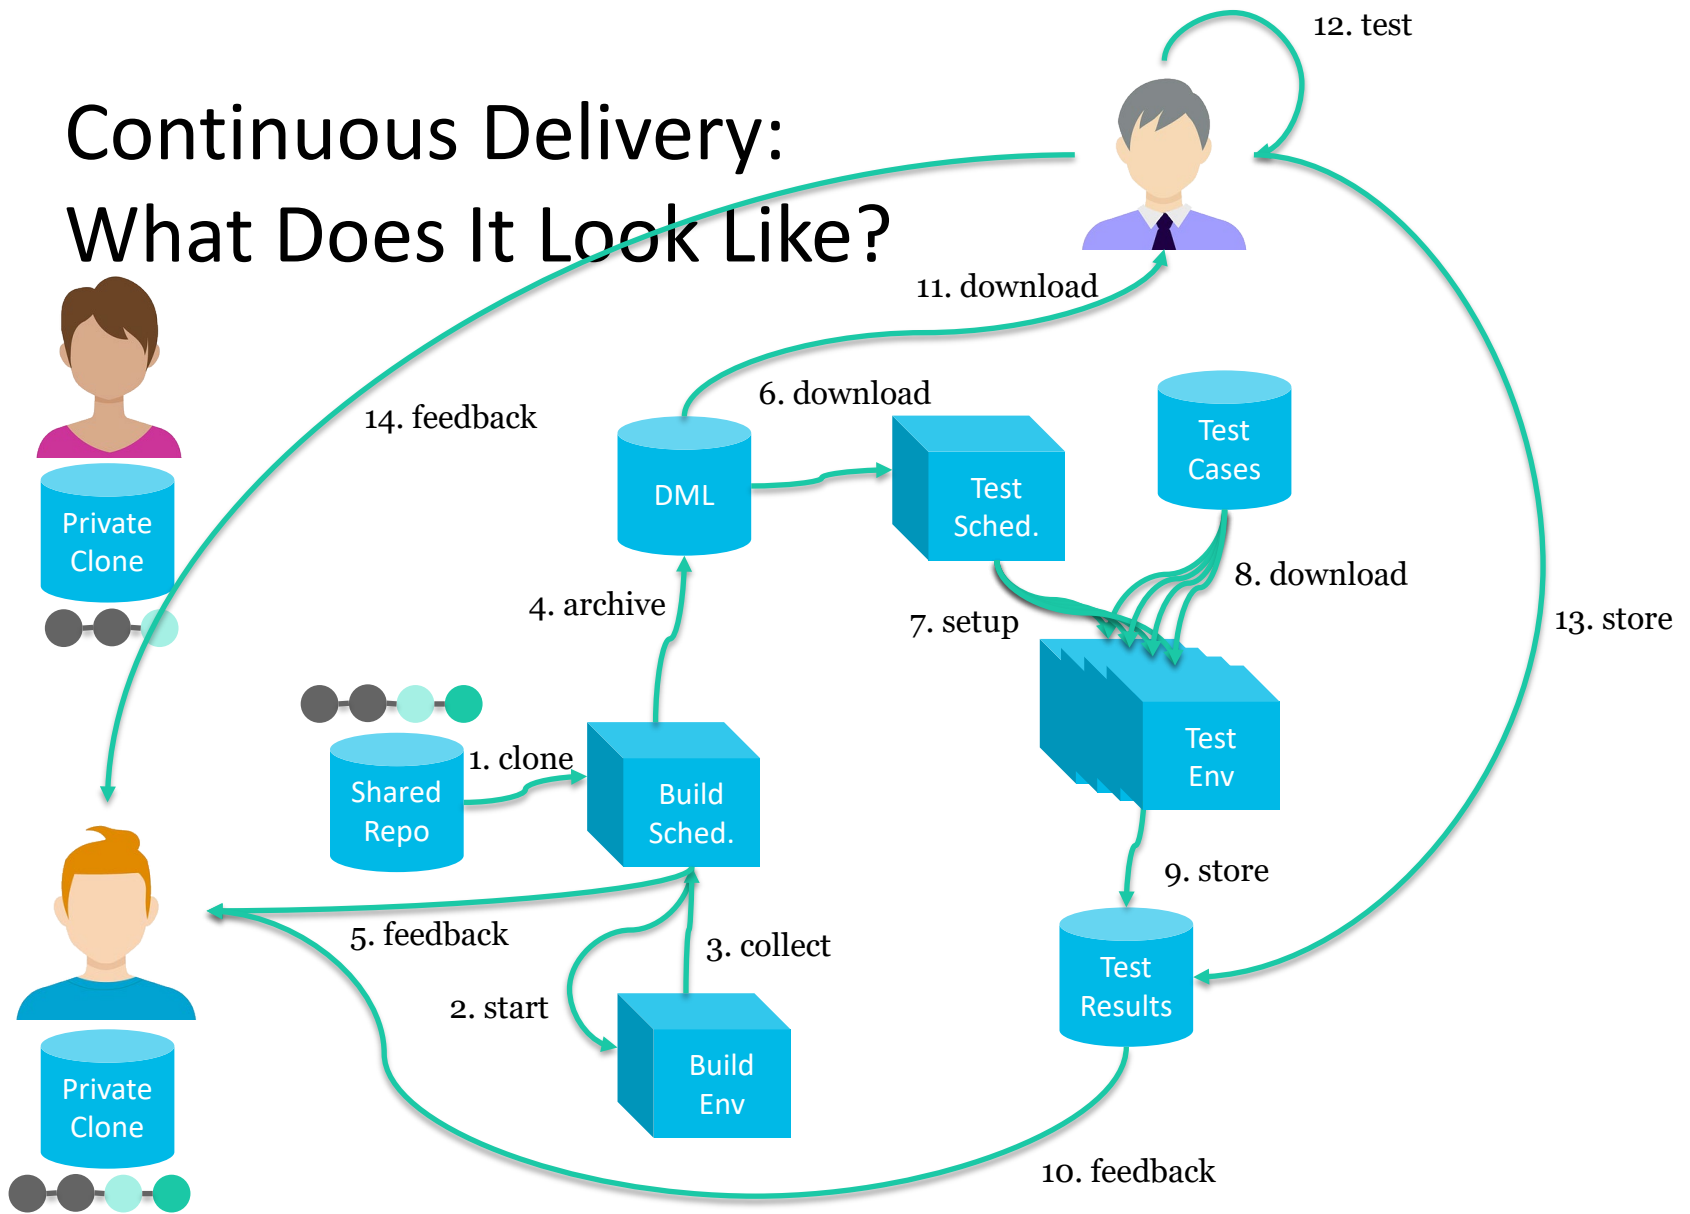 Continuous Delivery:
What Does It Look Like?
12. test
11. download
6. download
14. feedback
Test
Cases
DML
Test
Sched.
Private
Clone
8. download
4. archive
7. setup
13. store
1. clone
Shared
Repo
Build
Sched.
Test
Env
9. store
5. feedback
3. collect
2. start
Test
Results
Build
Env
Private
Clone
10. feedback